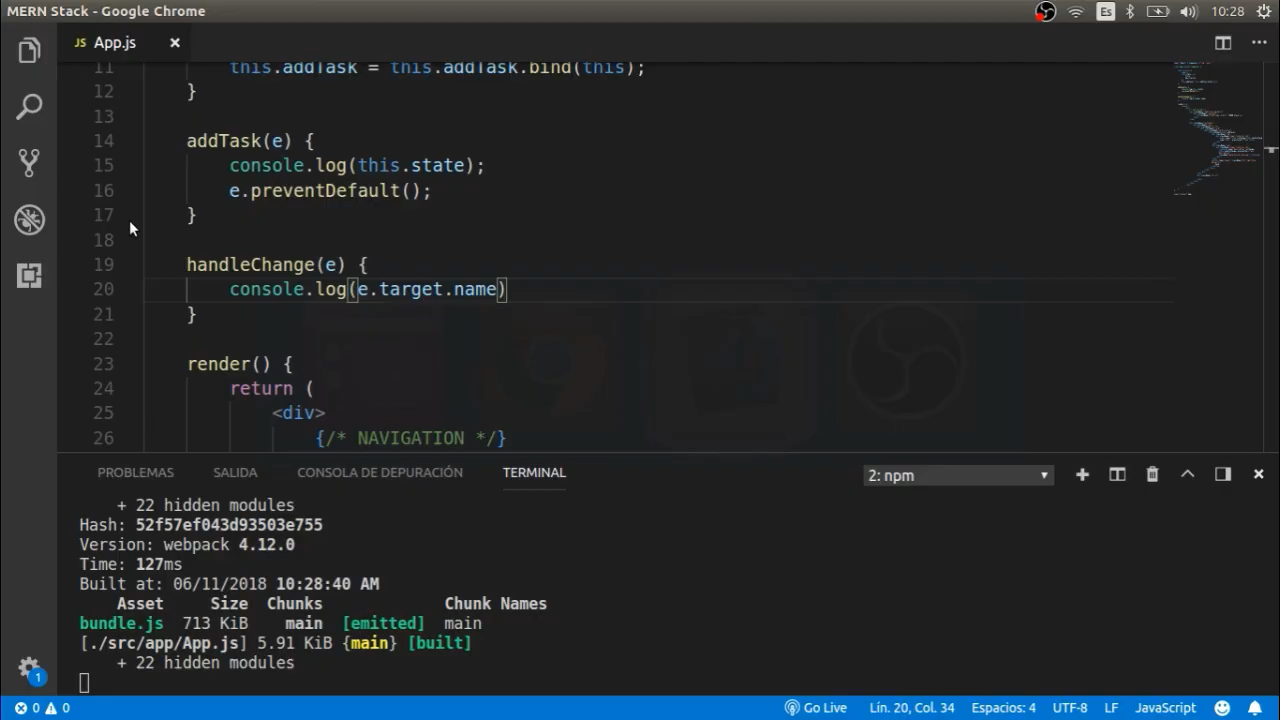 MERN Stack - Google Chrome
Es
10:28
JS App.js
11 this.addTask = this.addTask.bind(this);
12 }
13
14 addTask(e) {
15 console.log(this.state);
16 e.preventDefault();
17 }
18
19 handleChange(e) {
20 console.log(e.target.name)
21 }
22
23 render() {
24 return (
25 <div>
26 {/* NAVIGATION */}
PROBLEMAS SALIDA CONSOLA DE DEPURACIÓN TERMINAL 2: npm
+ 22 hidden modules
Hash: 52f57ef043d93503e755
Version: webpack 4.12.0
Time: 127ms
Built at: 06/11/2018 10:28:40 AM
Asset Size Chunks Chunk Names
bundle.js 713 KiB main [emitted] main
[./src/app/App.js] 5.91 KiB {main} [built]
+ 22 hidden modules
1
0 0 Go Live Lín. 20, Col. 34 Espacios: 4 UTF-8 LF JavaScript